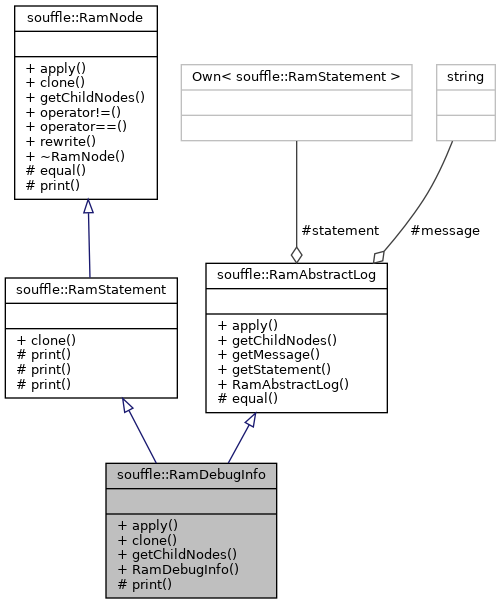 souffle::RamNode
+ apply()
+ clone()
+ getChildNodes()
+ operator!=()
+ operator==()
+ rewrite()
+ ~RamNode()
# equal()
# print()
Own< souffle::RamStatement >
string
#statement
#message
souffle::RamStatement
+ clone()
# print()
# print()
# print()
souffle::RamAbstractLog
+ apply()
+ getChildNodes()
+ getMessage()
+ getStatement()
+ RamAbstractLog()
# equal()
souffle::RamDebugInfo
+ apply()
+ clone()
+ getChildNodes()
+ RamDebugInfo()
# print()